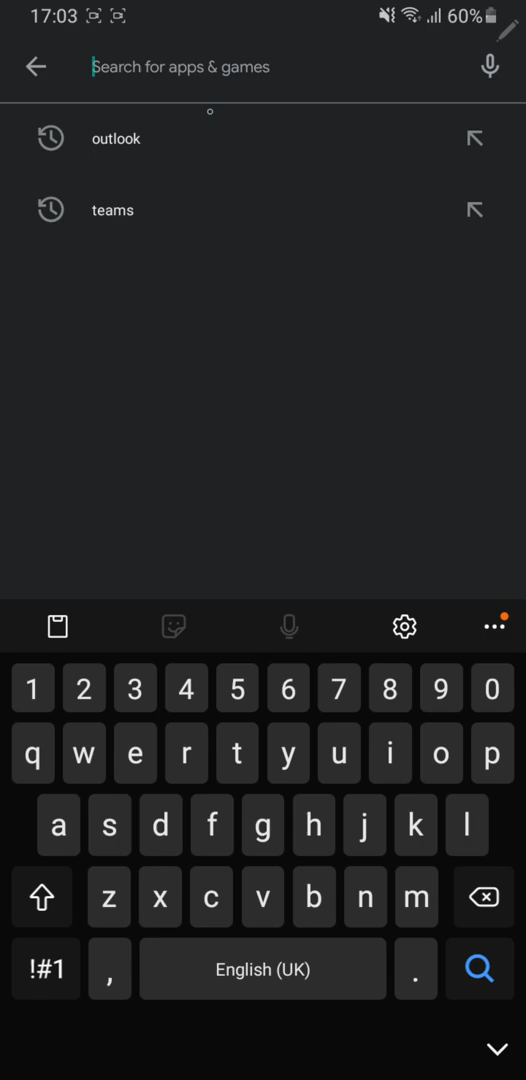 17:03 60%
Search for apps & games
outlook
teams
1 2 3 4 5 6 7 8 9 0
q w e r t y u i o p
a s d f g h j k l
z x c v b n m
!#1 , English (UK) .